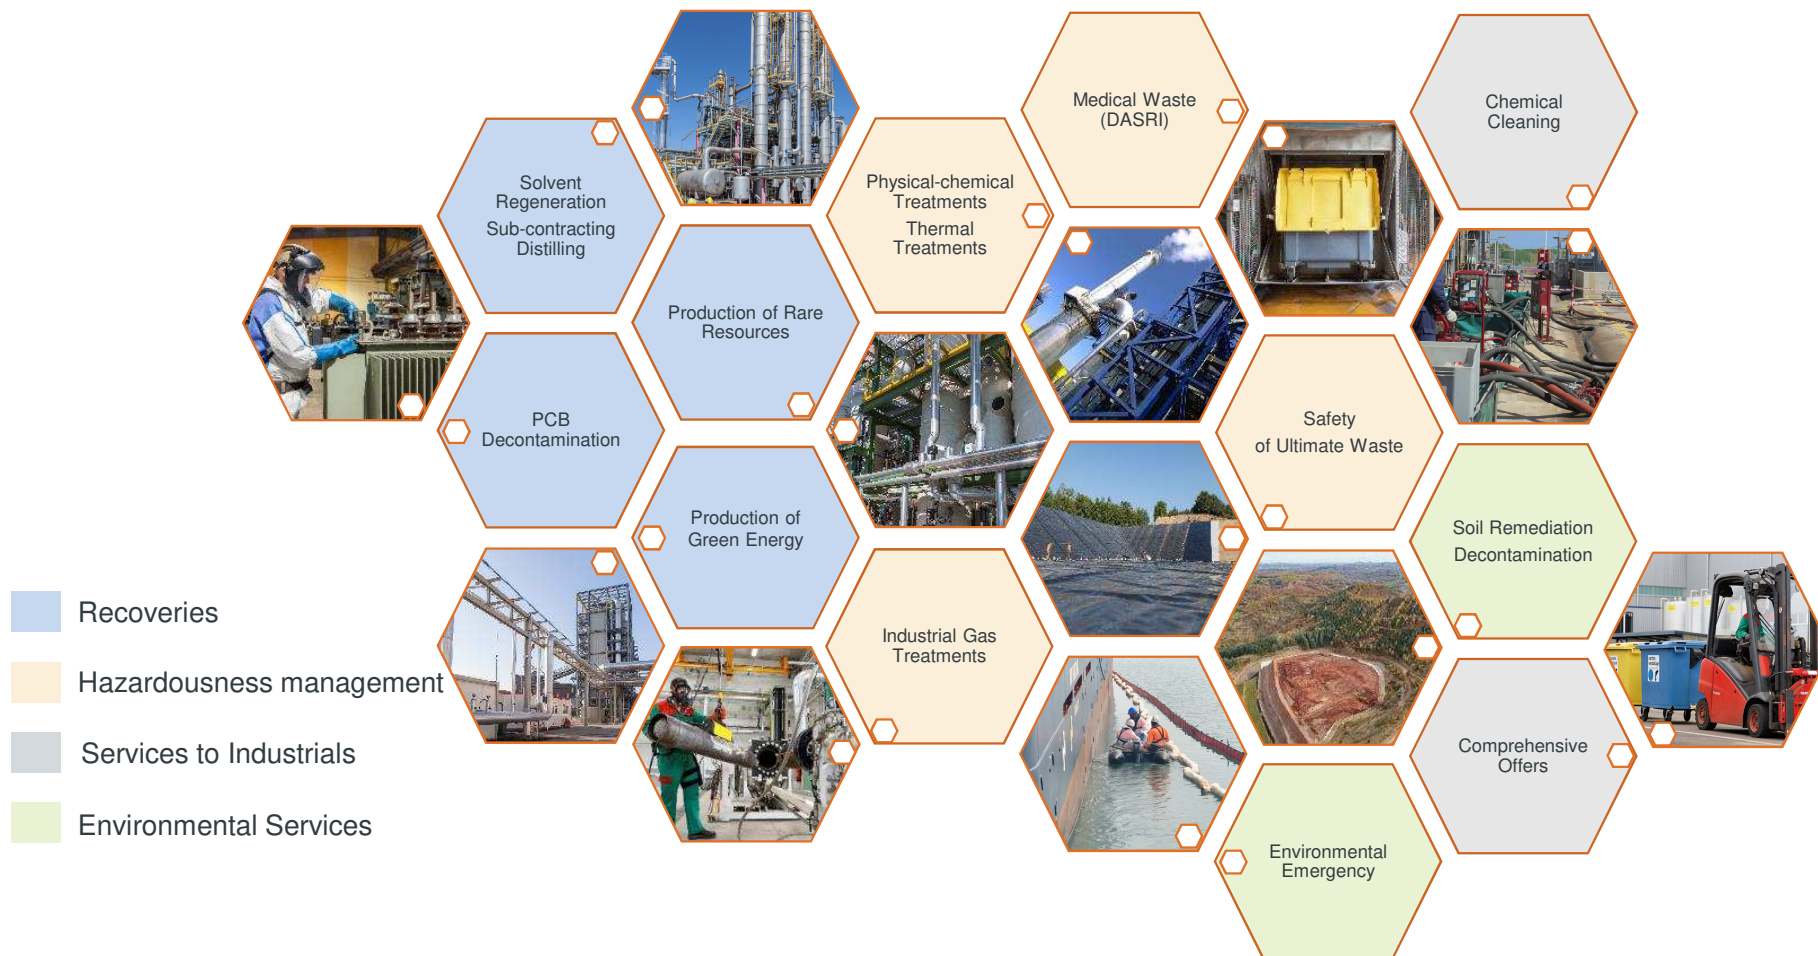 Medical Waste
(DASRI)
Chemical
Cleaning
Solvent
Regeneration
Sub-contracting
Distilling
Physical-chemical
Treatments
Thermal
Treatments
Production of Rare
Resources
PCB
Decontamination
Safety
of Ultimate Waste
Production of
Green Energy
Soil Remediation
Decontamination
Industrial Gas
Treatments
Comprehensive
Offers
Environmental
Emergency
Recoveries
Hazardousness management
Services to Industrials
Environmental Services